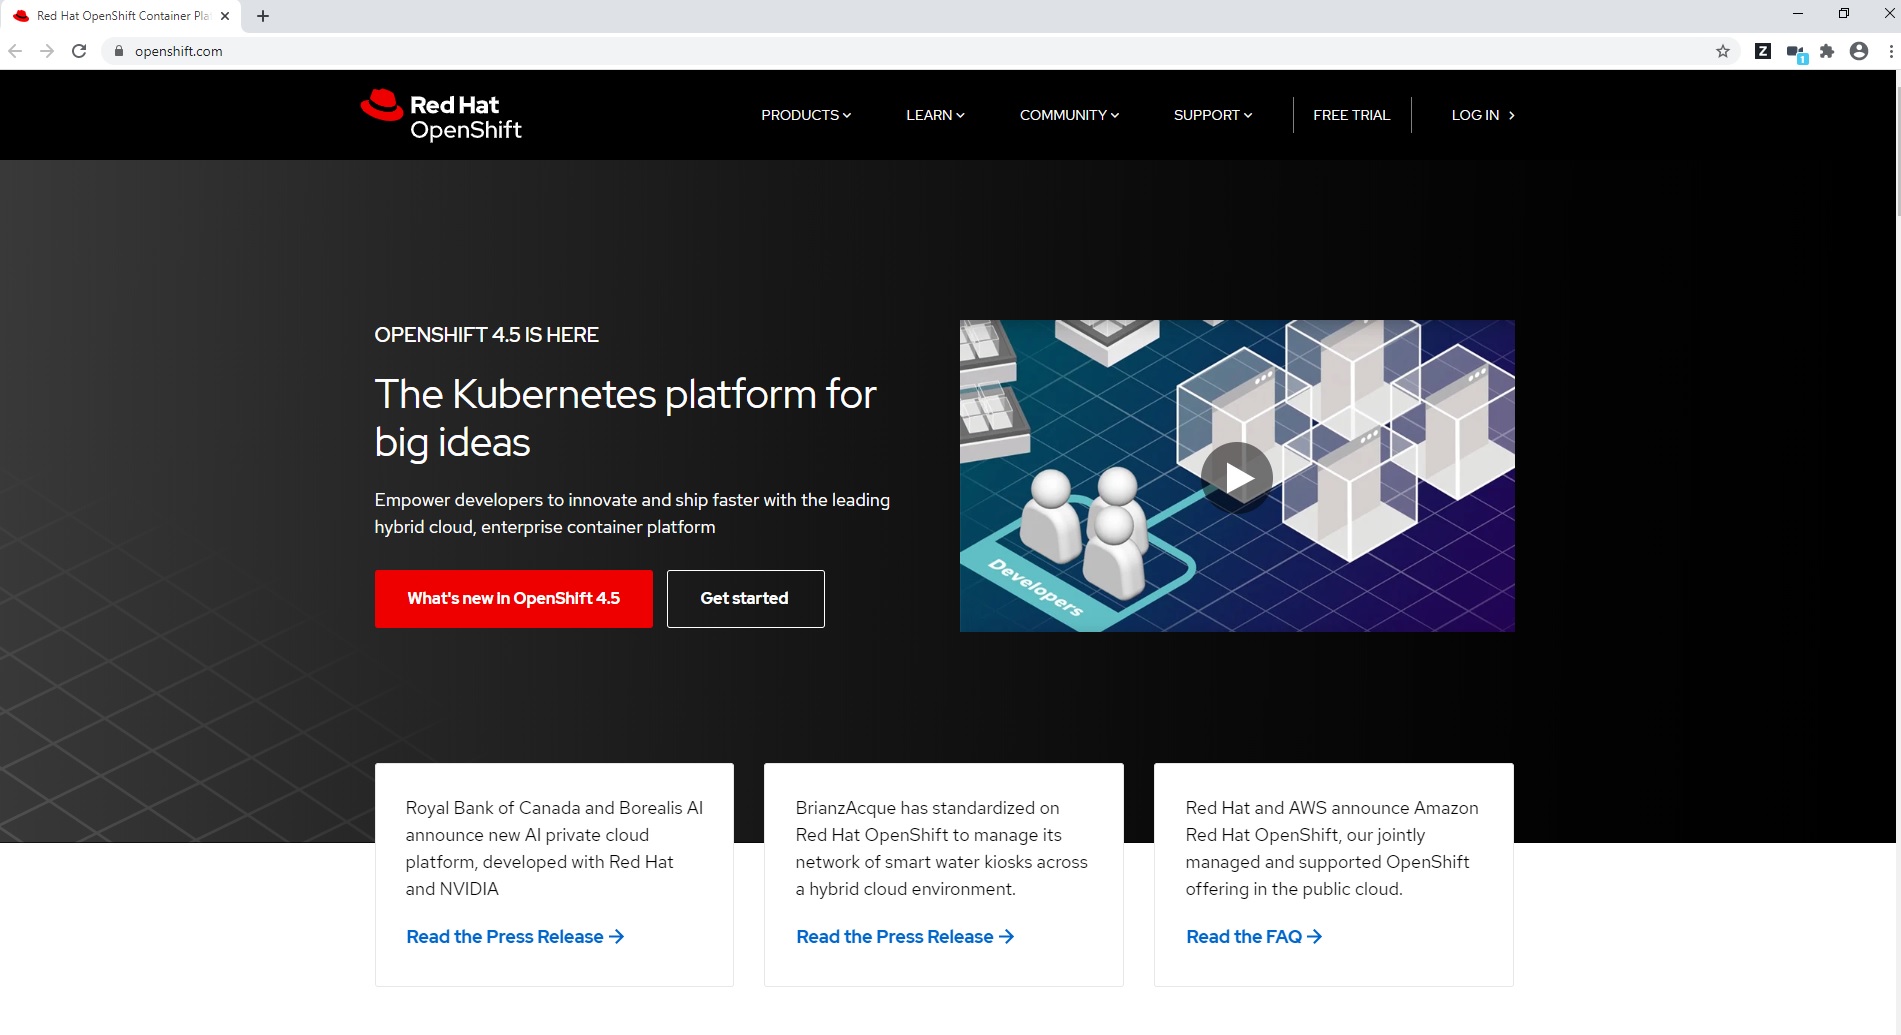 Red Hat OpenShift Container Pla
openshift.com
Z
1
Red Hat
OpenShift
PRODUCTS
LEARN
COMMUNITY
SUPPORT
FREE TRIAL
LOG IN
OPENSHIFT 4.5 IS HERE
The Kubernetes platform for
big ideas
Empower developers to innovate and ship faster with the leading
hybrid cloud, enterprise container platform
What's new in OpenShift 4.5
Get started
Developers
Royal Bank of Canada and Borealis AI
announce new AI private cloud
platform, developed with Red Hat
and NVIDIA
Read the Press Release
BrianzAcque has standardized on
Red Hat OpenShift to manage its
network of smart water kiosks across
a hybrid cloud environment.
Read the Press Release
Red Hat and AWS announce Amazon
Red Hat OpenShift, our jointly
managed and supported OpenShift
offering in the public cloud.
Read the FAQ